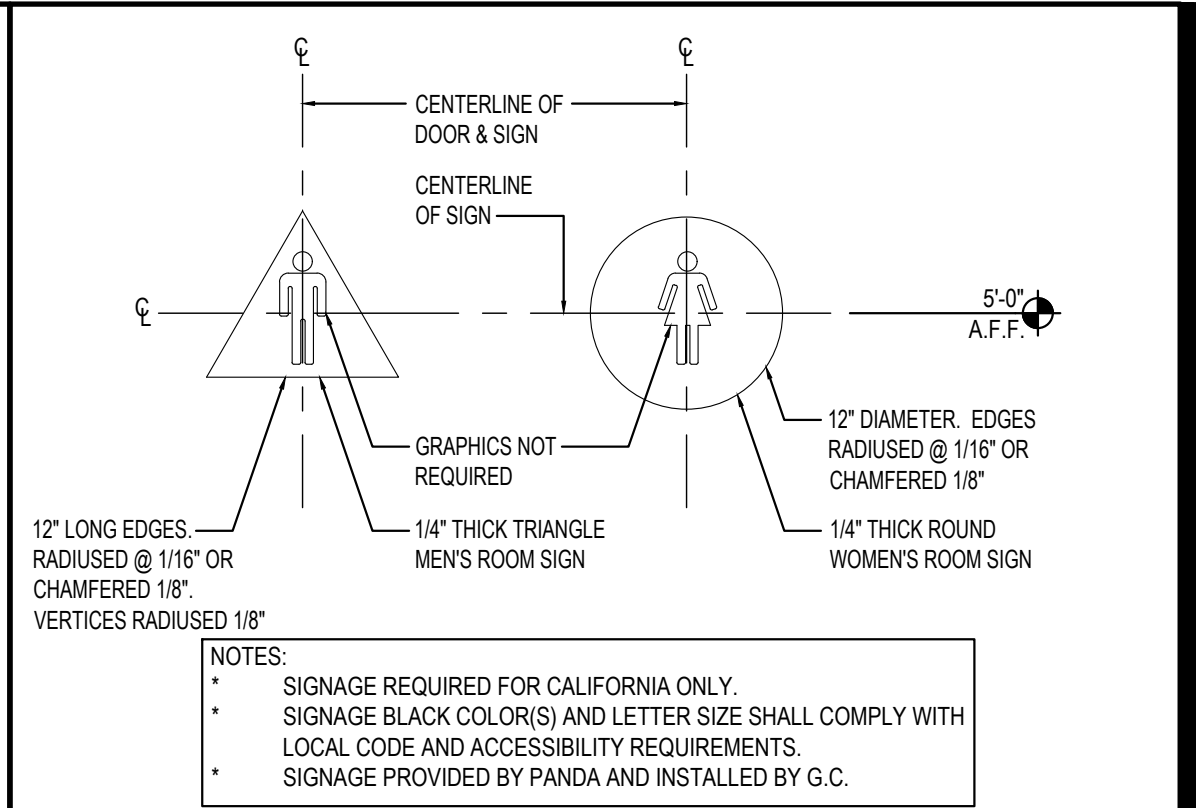 ℄
℄
CENTERLINE OF
DOOR & SIGN
CENTERLINE
OF SIGN
℄
5'-0"
A.F.F.
GRAPHICS NOT
REQUIRED
12" DIAMETER. EDGES
RADIUSED @ 1/16" OR
CHAMFERED 1/8"
12" LONG EDGES.
RADIUSED @ 1/16" OR
CHAMFERED 1/8".
VERTICES RADIUSED 1/8"
1/4" THICK TRIANGLE
MEN'S ROOM SIGN
1/4" THICK ROUND
WOMEN'S ROOM SIGN
NOTES:
* SIGNAGE REQUIRED FOR CALIFORNIA ONLY.
* SIGNAGE BLACK COLOR(S) AND LETTER SIZE SHALL COMPLY WITH
LOCAL CODE AND ACCESSIBILITY REQUIREMENTS.
* SIGNAGE PROVIDED BY PANDA AND INSTALLED BY G.C.